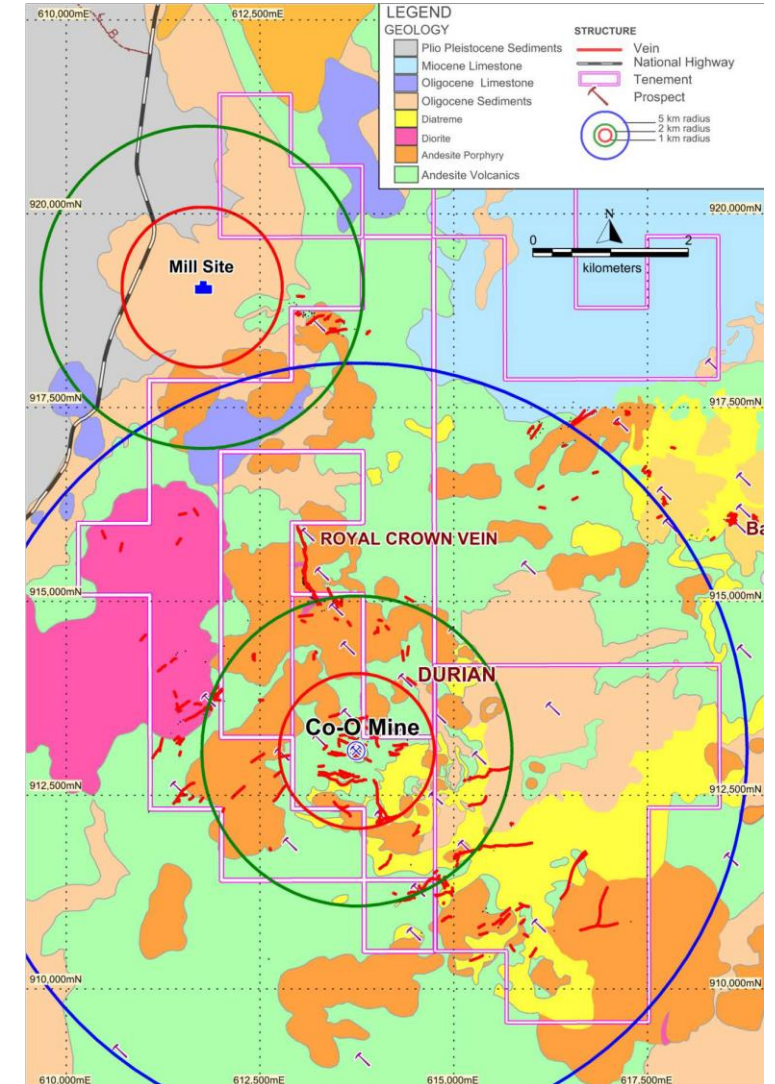 610,000mE
612,500mE
LEGEND
GEOLOGY
Plio Pleistocene Sediments
Miocene Limestone
Oligocene Limestone
Oligocene Sediments
Diatreme
Diorite
Andesite Porphyry
Andesite Volcanics
STRUCTURE
Vein
National Highway
Tenement
Prospect
5 km radius
2 km radius
1 km radius
B
920,000mN
920,000mN
N
0
2
kilometers
Mill Site
917,500mN
917,500mN
ROYAL CROWN VEIN
Ba
915,000mN
915,000mN
DURIAN
Co-O Mine
912,500mN
912,500mN
910,000mN
910,000mN
610,000mE
612,500mE
615,000mE
617,500mE